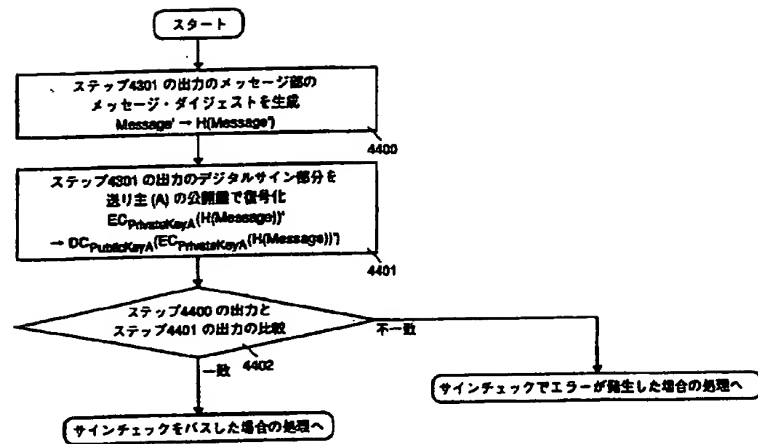 スタート
ステップ4301 の出力のメッセージ部の
メッセージ・ダイジェストを生成
Message' → H(Message')
4400
ステップ4301 の出力のデジタルサイン部分を
送り主 (A) の公開鍵で復号化
EC_PrivateKeyA(H(Message))'
→ DC_PublicKeyA(EC_PrivateKeyA(H(Message))')
4401
ステップ4400 の出力と
ステップ4401 の出力の比較
4402
不一致
一致
サインチェックでエラーが発生した場合の処理へ
サインチェックをパスした場合の処理へ